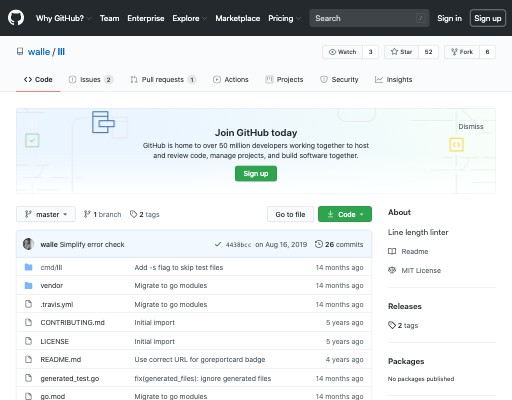 Why GitHub? Team Enterprise Explore Marketplace Pricing Search / Sign in Sign up
walle / lll Watch 3 Star 52 Fork 6
Code Issues 2 Pull requests 1 Actions Projects Security Insights
Join GitHub today
Dismiss
GitHub is home to over 50 million developers working together to host
and review code, manage projects, and build software together.
Sign up
master 1 branch 2 tags Go to file Code
walle Simplify error check 4438bcc on Aug 16, 2019 26 commits
cmd/lll Add -s flag to skip test files 14 months ago
vendor Migrate to go modules 14 months ago
.travis.yml Migrate to go modules 14 months ago
CONTRIBUTING.md Initial import 5 years ago
LICENSE Initial import 5 years ago
README.md Use correct URL for goreportcard badge 4 years ago
generated_test.go fix(generated_files): ignore generated files 14 months ago
go.mod Migrate to go modules 14 months ago
About
Line length linter
Readme
MIT License
Releases
2 tags
Packages
No packages published